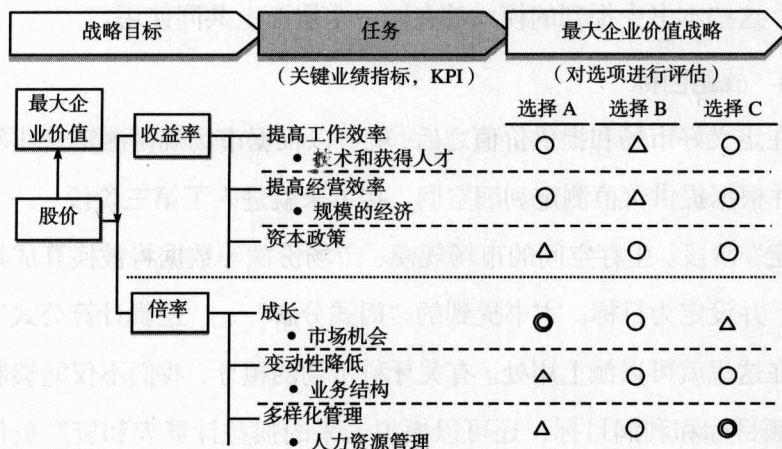 战略目标
任务
最大企业价值战略
(关键业绩指标，KPI)
(对选项进行评估)
选择 A 选择 B 选择 C
最大企
业价值
收益率
提高工作效率
• 技术和获得人才
○ △ ○
提高经营效率
• 规模的经济
○ △ ○
股价
资本政策
△ ○ ○
倍率
成长
• 市场机会
◎ ○ △
变动性降低
• 业务结构
△ ○ ○
多样化管理
• 人力资源管理
△ ○ ◎